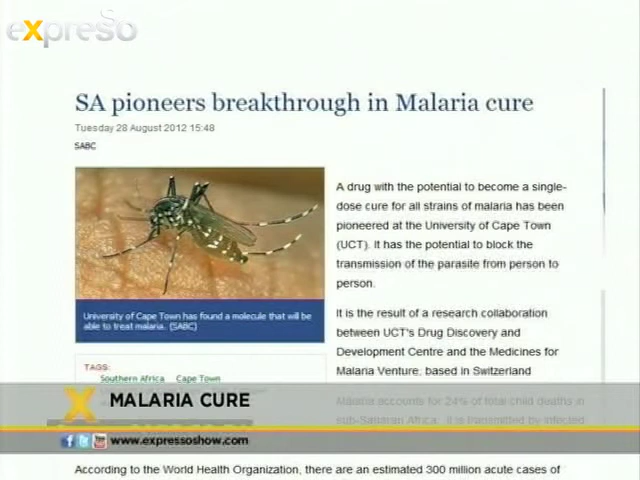 expreso
SA pioneers breakthrough in Malaria cure
Tuesday 28 August 2012 15:48
SABC
University of Cape Town has found a molecule that will be
able to treat malaria. (SABC)
TAGS:
Southern Africa Cape Town
A drug with the potential to become a single-
dose cure for all strains of malaria has been
pioneered at the University of Cape Town
(UCT). It has the potential to block the
transmission of the parasite from person to
person.
It is the result of a research collaboration
between UCT's Drug Discovery and
Development Centre and the Medicines for
Malaria Venture, based in Switzerland
Malaria accounts for 24% of total child deaths in
sub-Saharan Africa. It is transmitted by infected
X MALARIA CURE
www.expressoshow.com
According to the World Health Organization, there are an estimated 300 million acute cases of